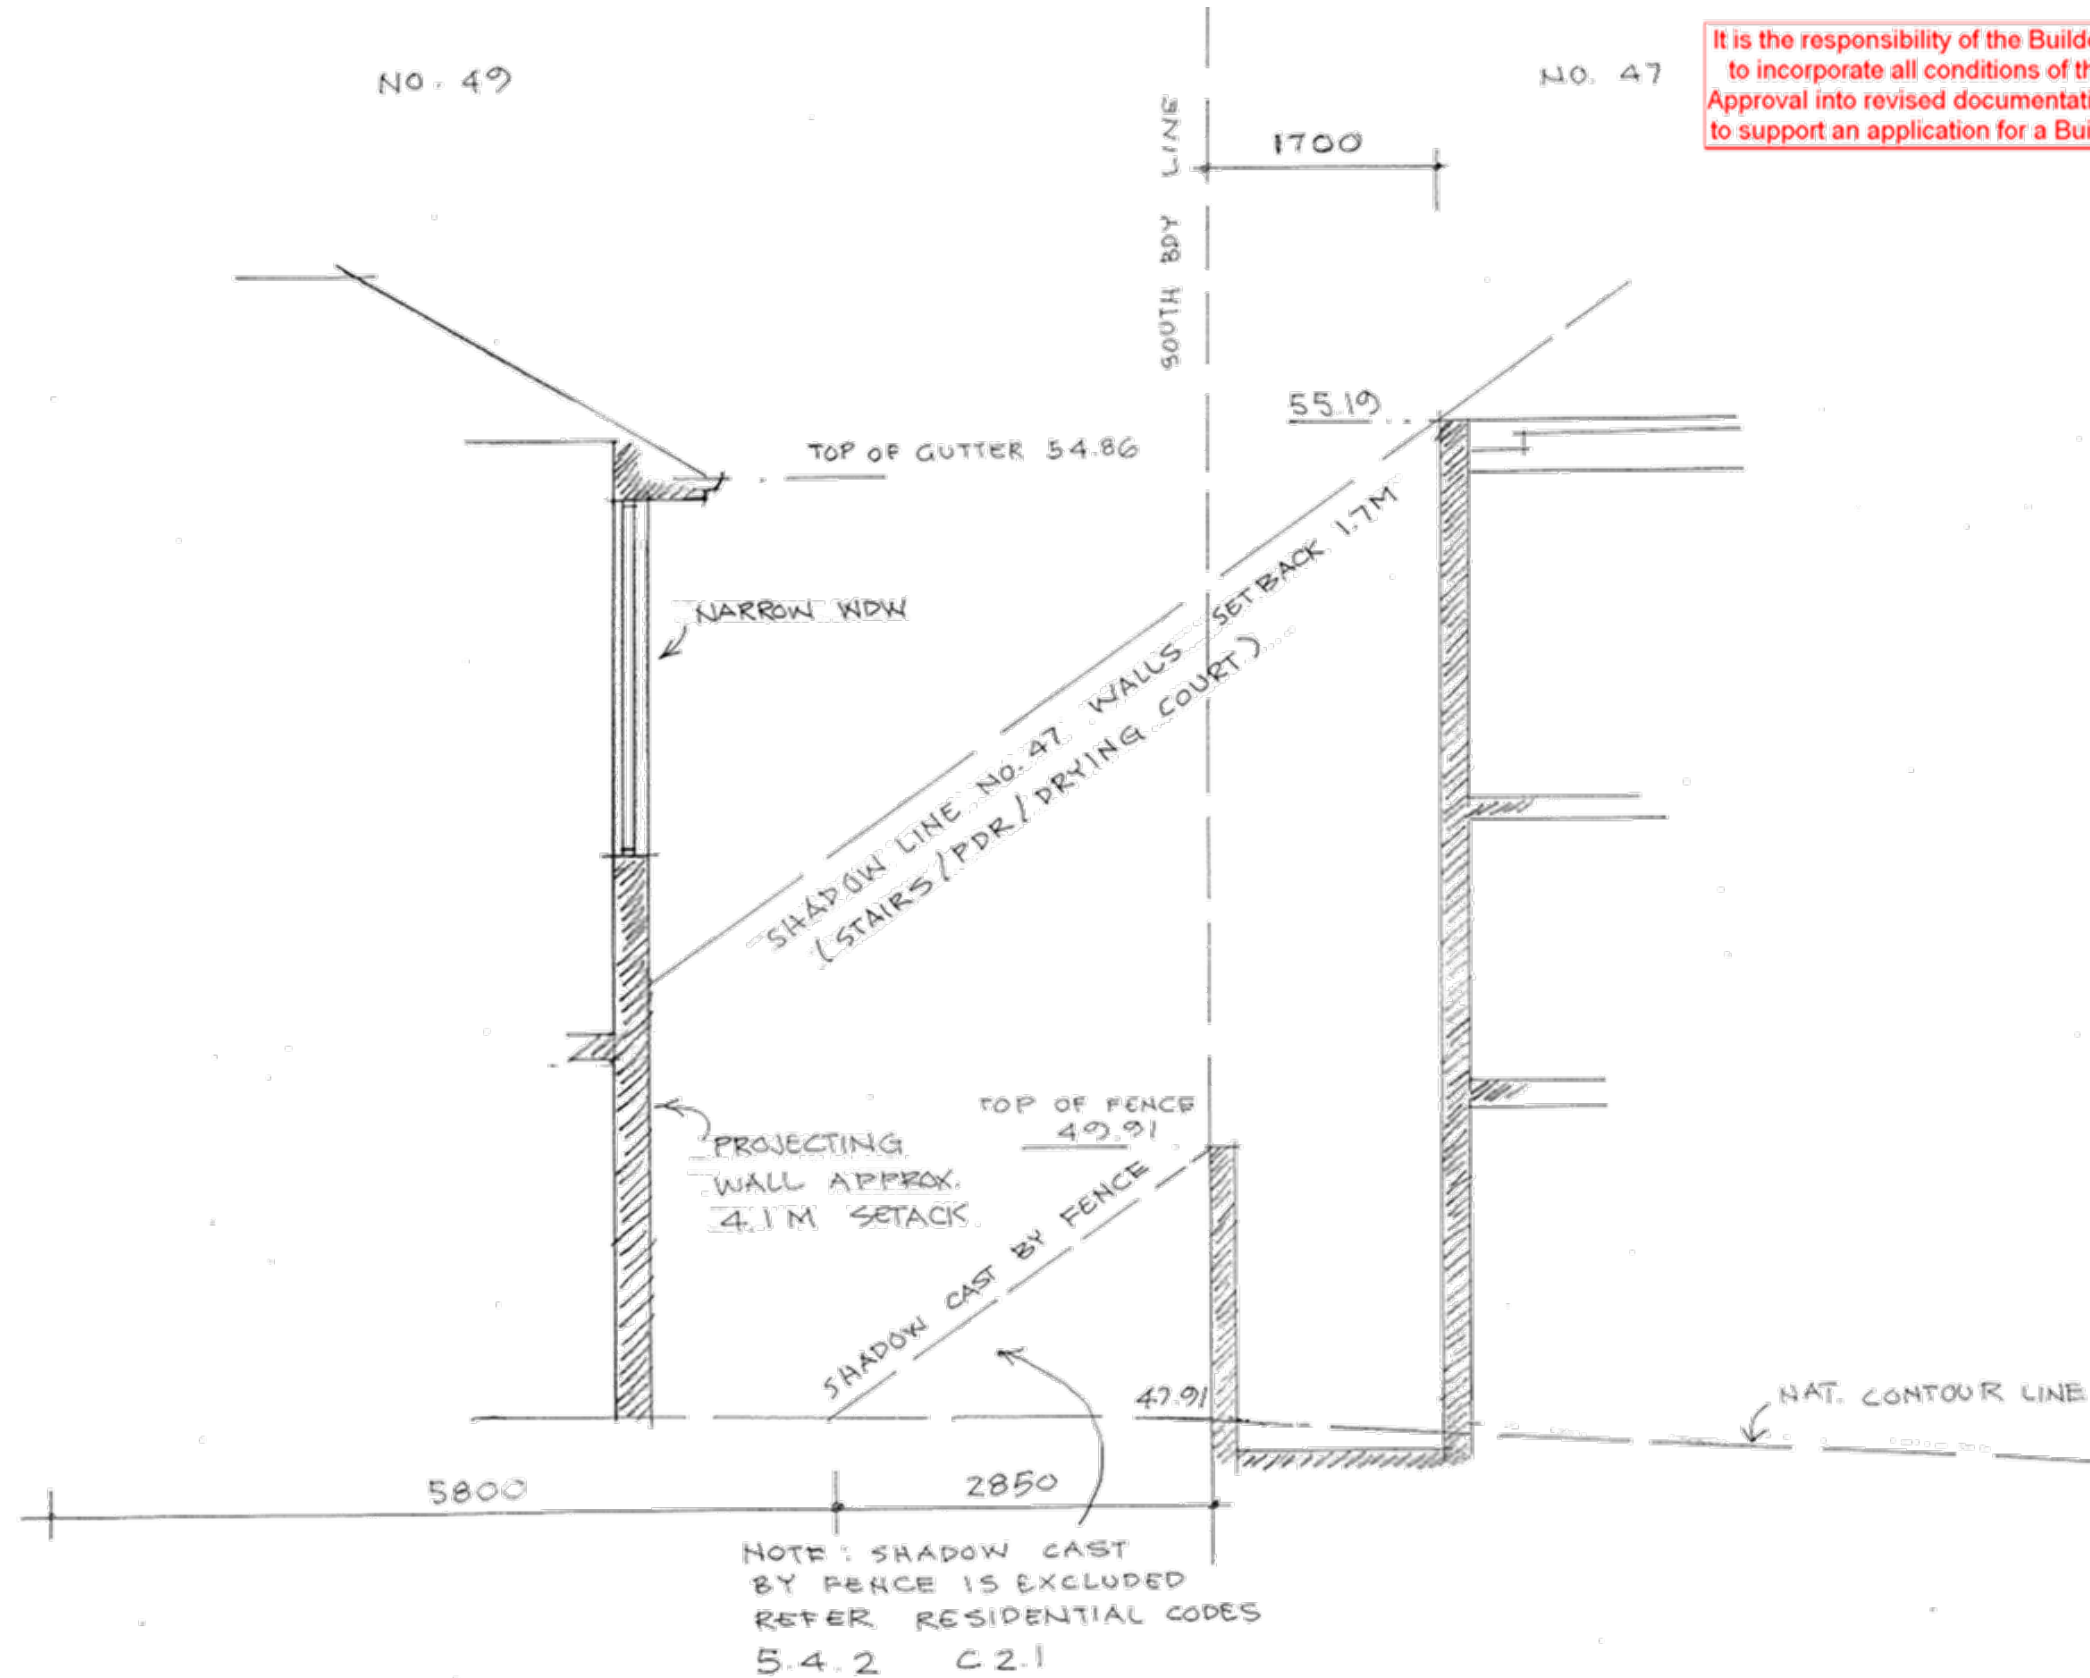 NO. 49
NO. 47
It is the responsibility of the Builde
to incorporate all conditions of th
Approval into revised documentati
to support an application for a Bui
SOUTH BDY LINE
1700
55.19
TOP OF GUTTER 54.86
NARROW WDW
SHADOW LINE NO. 47 WALLS SETBACK 1.7M
(STAIRS/PDR/DRYING COURT)
TOP OF FENCE
49.91
PROJECTING
WALL APPROX.
4.1M SETACK
SHADOW CAST BY FENCE
47.91
NAT. CONTOUR LINE
5800
2850
NOTE: SHADOW CAST
BY FENCE IS EXCLUDED
REFER RESIDENTIAL CODES
5.4.2 C2.1